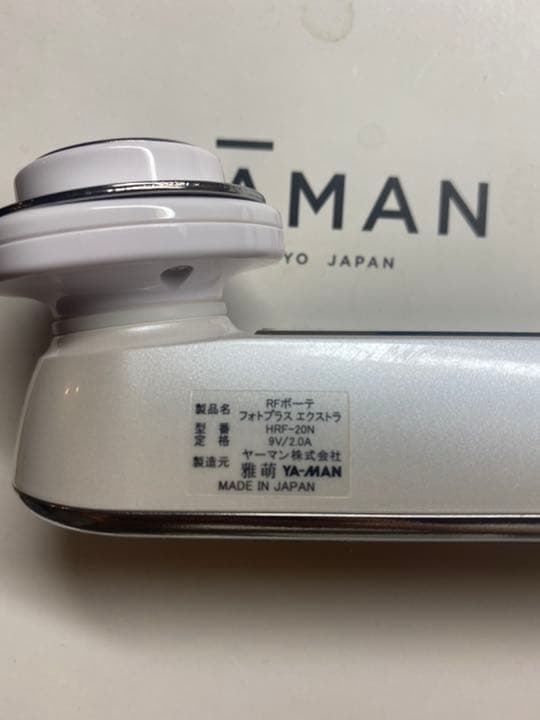 ĀMAN
YO JAPAN
製品名 RFボーテ
フォトプラス エクストラ
型番 HRF-20N
定格 9V/2.0A
製造元 ヤーマン株式会社
雅萌 YA-MAN
MADE IN JAPAN